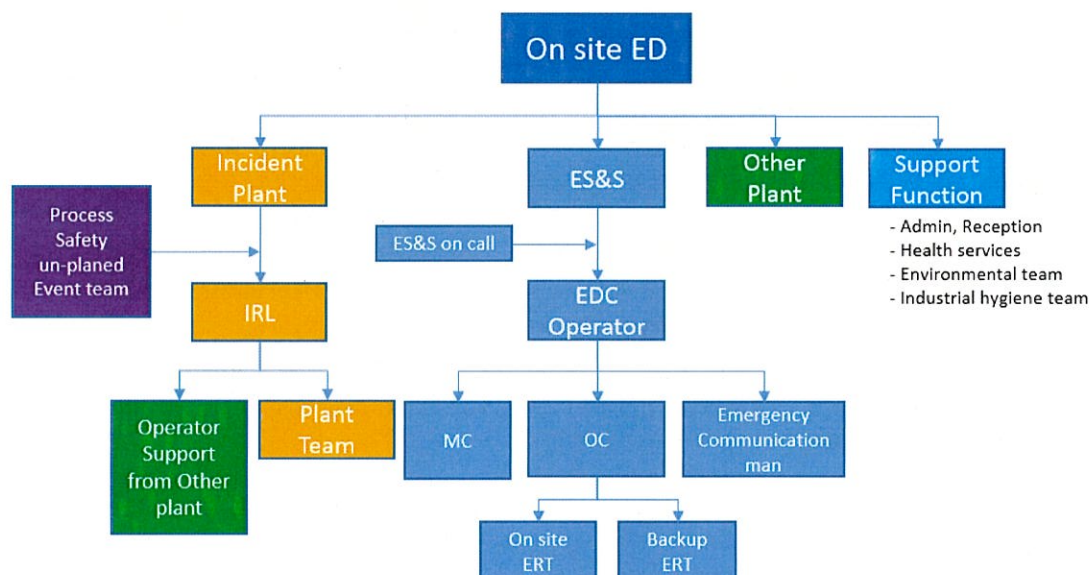 On site ED
Incident
Plant
ES&S
Other
Plant
Support
Function
- Admin, Reception
- Health services
- Environmental team
- Industrial hygiene team
Process
Safety
un-planed
Event team
ES&S on call
IRL
EDC
Operator
Operator
Support
from Other
plant
Plant
Team
MC
OC
Emergency
Communication
man
On site
ERT
Backup
ERT